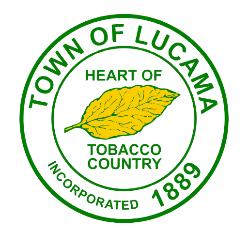 TOWN OF LUCAMA
HEART OF
TOBACCO
COUNTRY
INCORPORATED 1889